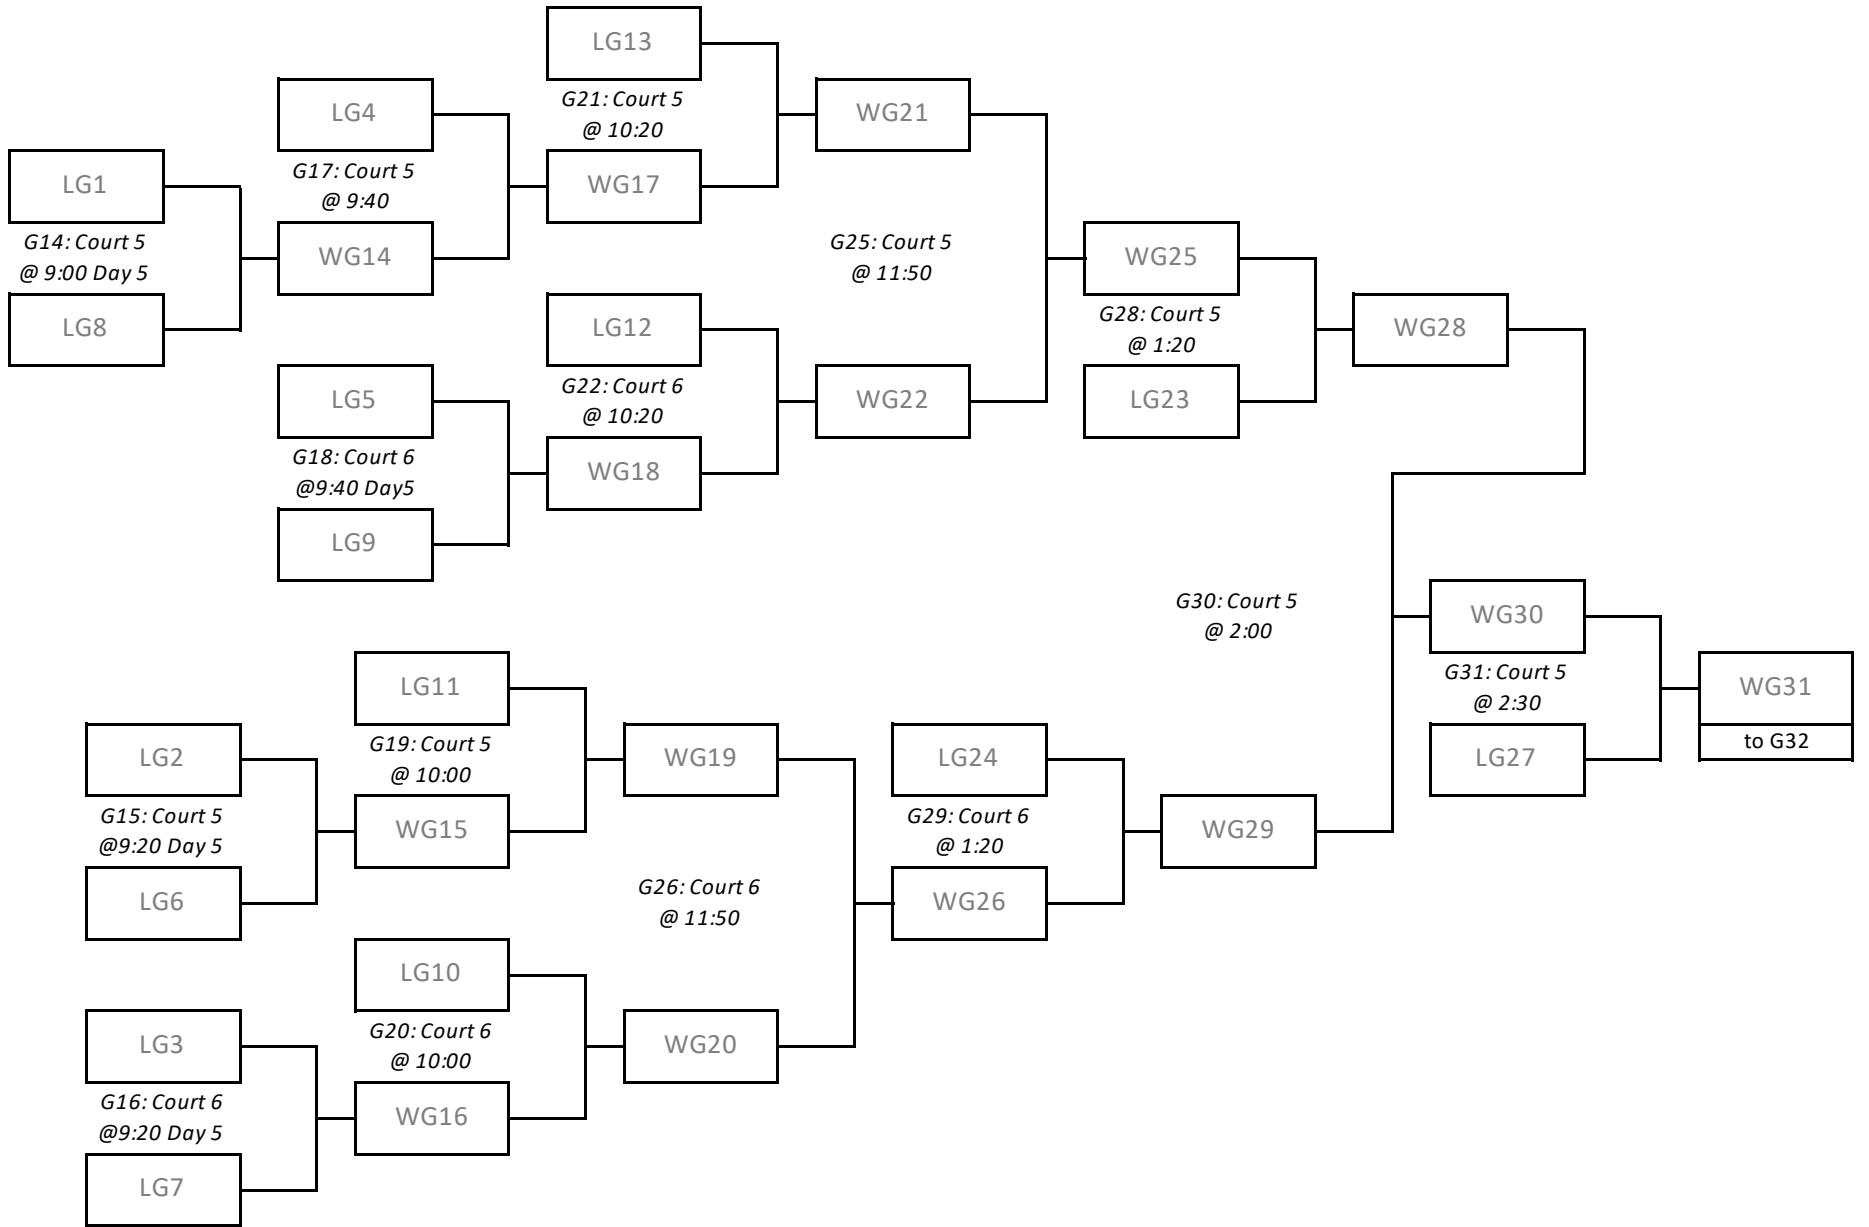 LG13
G21: Court 5
@ 10:20
WG17
LG4
G17: Court 5
@ 9:40
WG14
LG1
G14: Court 5
@ 9:00 Day 5
LG8
WG21
G25: Court 5
@ 11:50
WG22
LG12
G22: Court 6
@ 10:20
WG18
LG5
G18: Court 6
@9:40 Day5
LG9
WG25
G28: Court 5
@ 1:20
LG23
WG28
G30: Court 5
@ 2:00
WG30
G31: Court 5
@ 2:30
LG27
WG31
to G32
LG11
G19: Court 5
@ 10:00
WG15
LG2
G15: Court 5
@9:20 Day 5
LG6
WG19
G26: Court 6
@ 11:50
WG20
LG24
G29: Court 6
@ 1:20
WG26
WG29
LG10
G20: Court 6
@ 10:00
WG16
LG3
G16: Court 6
@9:20 Day 5
LG7